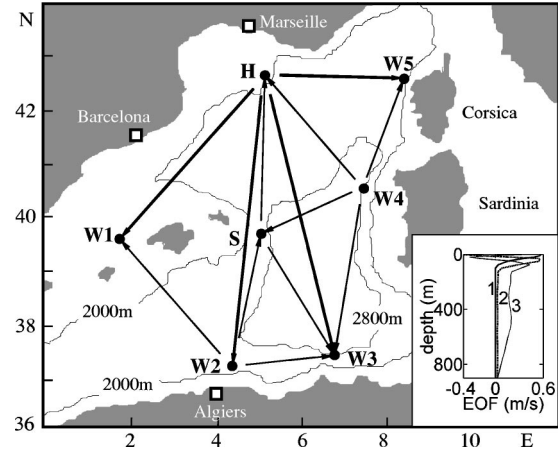 N
Marseille
H
W5
42
Barcelona
Corsica
W4
40
Sardinia
W1
S
0
400
800
depth (m)
1
2
3
-0.4
0
0.6
EOF (m/s)
2000m
38
2800m
W2
W3
2000m
Algiers
36
2
4
6
8
10
E